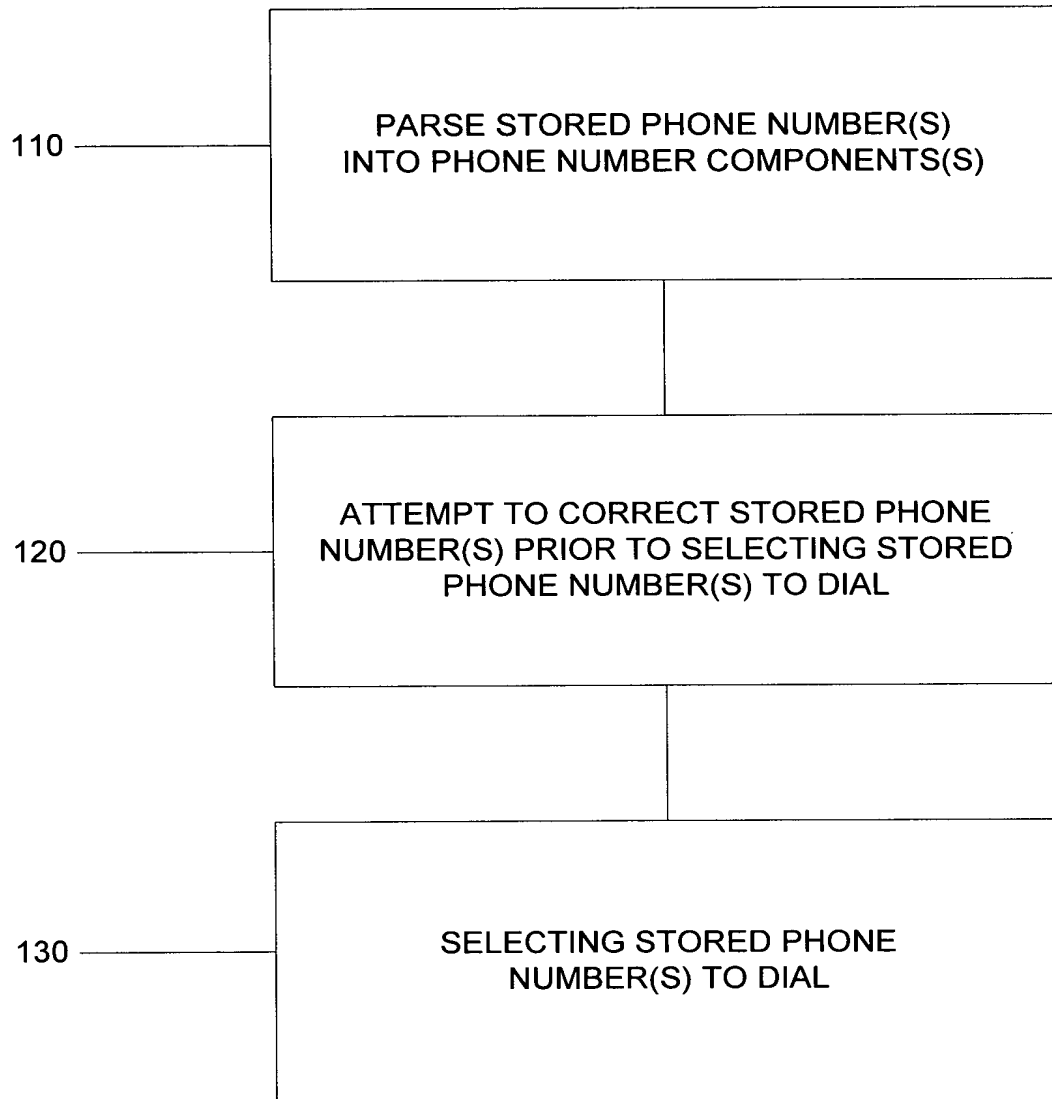 110
PARSE STORED PHONE NUMBER(S)
INTO PHONE NUMBER COMPONENTS(S)
120
ATTEMPT TO CORRECT STORED PHONE
NUMBER(S) PRIOR TO SELECTING STORED
PHONE NUMBER(S) TO DIAL
130
SELECTING STORED PHONE
NUMBER(S) TO DIAL